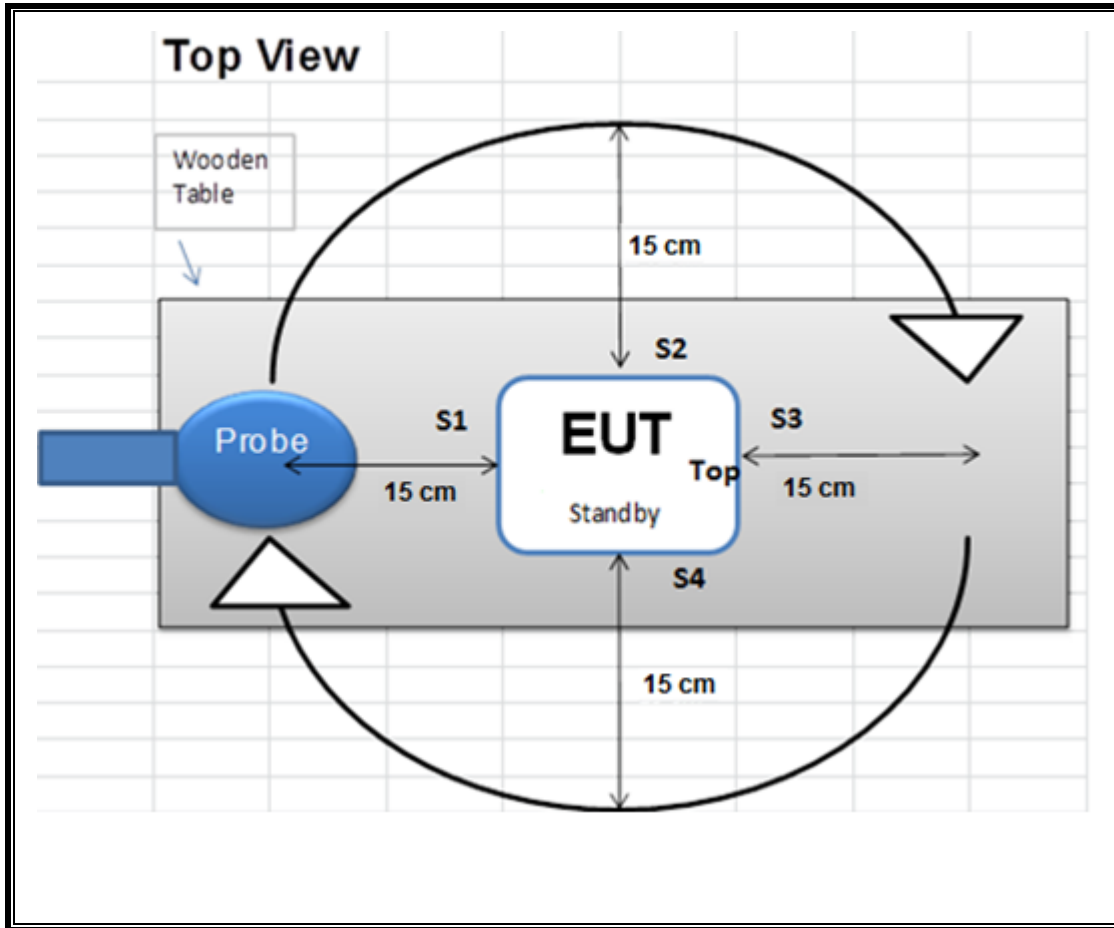 Top View
Wooden
Table
15 cm
S2
S1
EUT
S3
Probe
Top
15 cm
15 cm
Standby
S4
15 cm